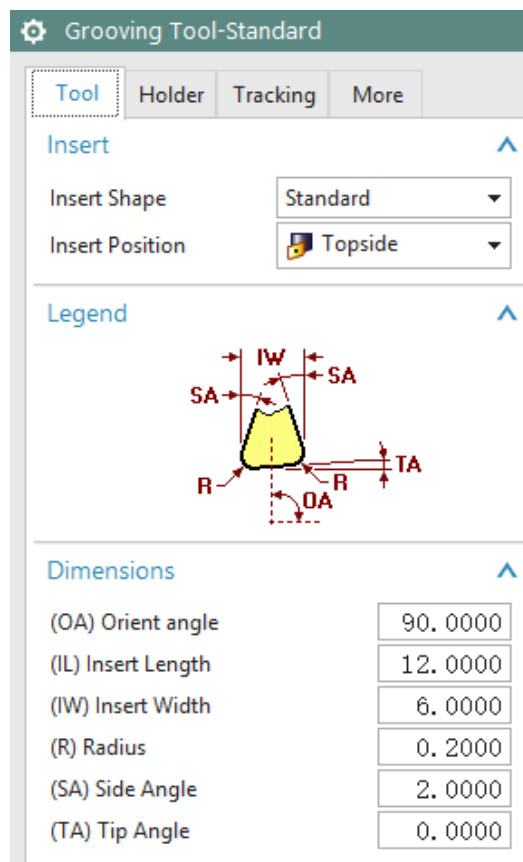 Grooving Tool-Standard
Tool Holder Tracking More
Insert
Insert Shape Standard
Insert Position Topside
Legend
IW
SA
SA
TA
R
R
OA
Dimensions
(OA) Orient angle 90.0000
(IL) Insert Length 12.0000
(IW) Insert Width 6.0000
(R) Radius 0.2000
(SA) Side Angle 2.0000
(TA) Tip Angle 0.0000